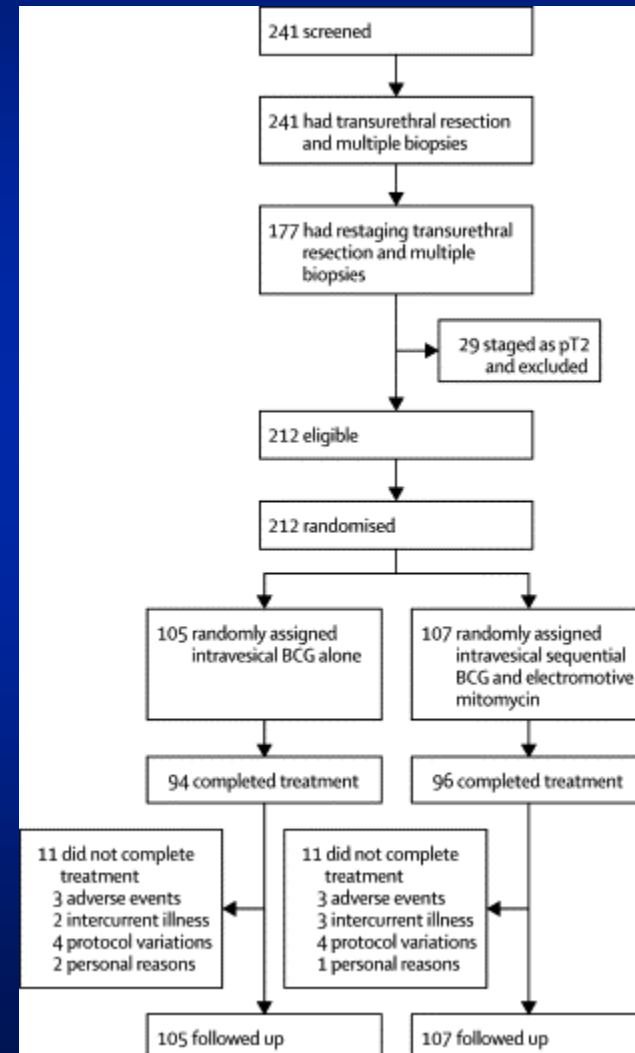 241 screened
241 had transurethral resection
and multiple biopsies
177 had restaging transurethral
resection and multiple
biopsies
29 staged as pT2
and excluded
212 eligible
212 randomised
105 randomly assigned
intravesical BCG alone
107 randomly assigned
intravesical sequential
BCG and electromotive
mitomycin
94 completed treatment
96 completed treatment
11 did not complete
treatment
3 adverse events
2 intercurrent illness
4 protocol variations
2 personal reasons
11 did not complete
treatment
3 adverse events
3 intercurrent illness
4 protocol variations
1 personal reasons
105 followed up
107 followed up